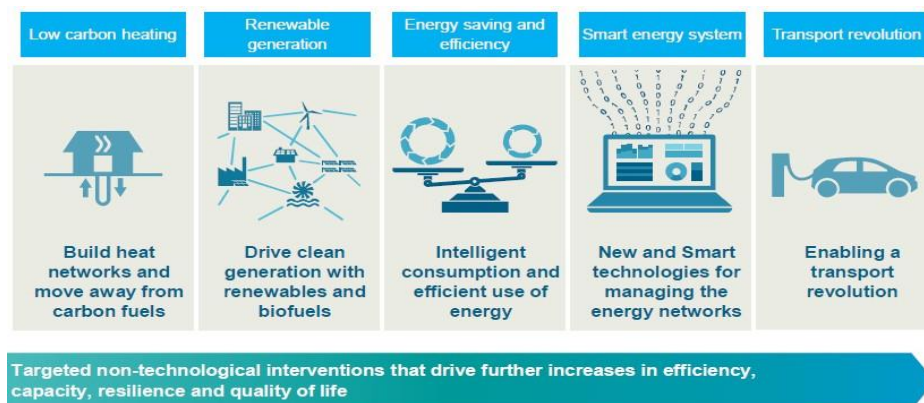 Low carbon heating
Renewable
generation
Energy saving and
efficiency
Smart energy system
Transport revolution
Build heat
networks and
move away from
carbon fuels
Drive clean
generation with
renewables and
biofuels
Intelligent
consumption and
efficient use of
energy
New and Smart
technologies for
managing the
energy networks
Enabling a
transport
revolution
Targeted non-technological interventions that drive further increases in efficiency,
capacity, resilience and quality of life